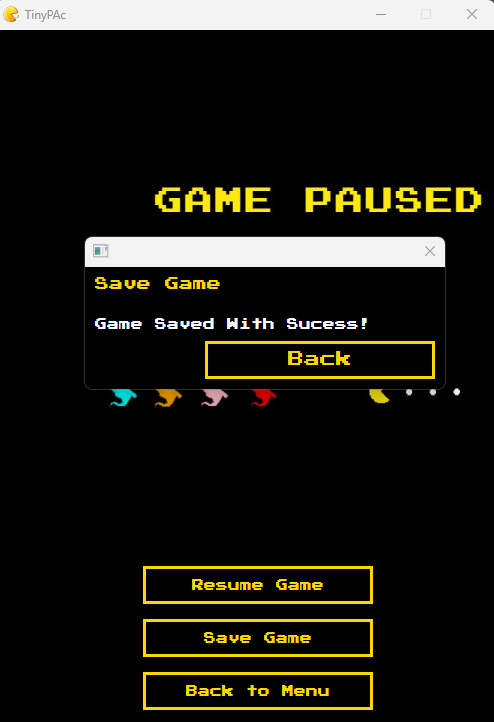 TinyPAc
GAME PAUSED
Save Game
Game Saved With Sucess!
Back
Resume Game
Save Game
Back to Menu